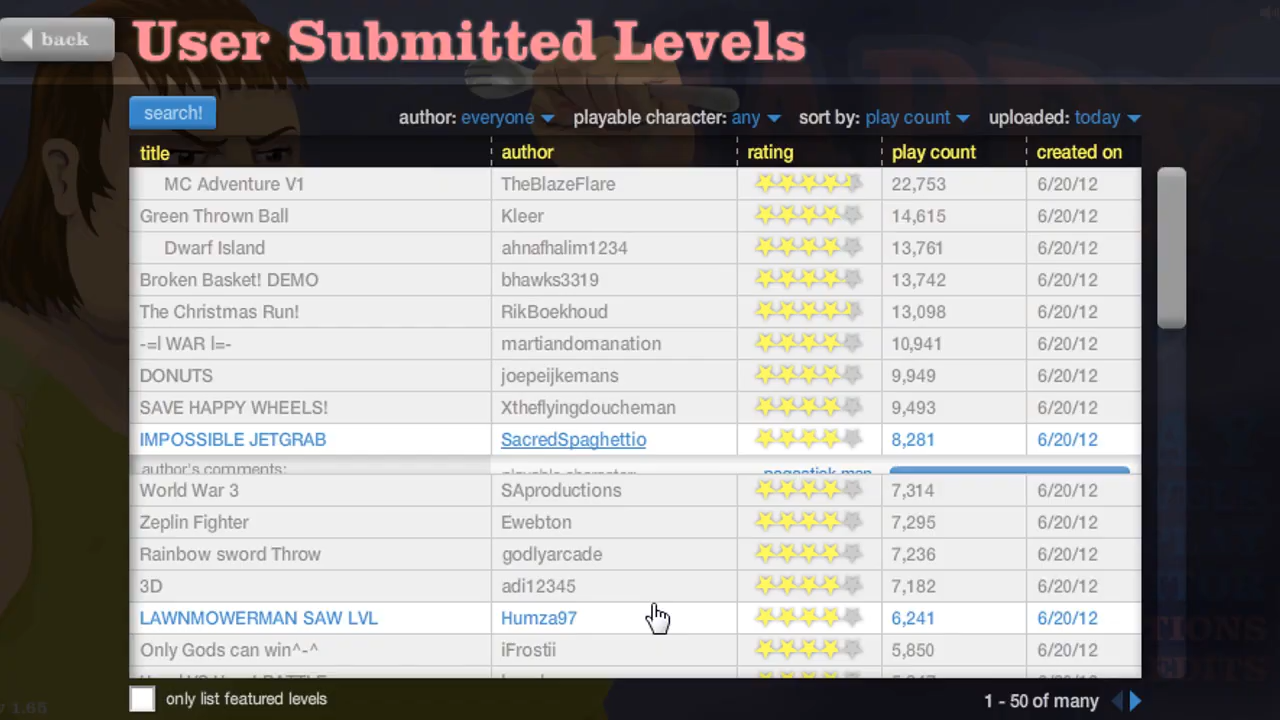 back
User Submitted Levels
search!
author: everyone playable character: any sort by: play count uploaded: today
title author rating play count created on
MC Adventure V1 TheBlazeFlare 22,753 6/20/12
Green Thrown Ball Kleer 14,615 6/20/12
Dwarf Island ahnafhalim1234 13,761 6/20/12
Broken Basket! DEMO bhawks3319 13,742 6/20/12
The Christmas Run! RikBoekhoud 13,098 6/20/12
-=l WAR l=- martiandomanation 10,941 6/20/12
DONUTS joepeijkemans 9,949 6/20/12
SAVE HAPPY WHEELS! Xtheflyingdoucheman 9,493 6/20/12
IMPOSSIBLE JETGRAB SacredSpaghettio 8,281 6/20/12
author's comments: playable character: pogostick man
World War 3 SAproductions 7,314 6/20/12
Zeplin Fighter Ewebton 7,295 6/20/12
Rainbow sword Throw godlyarcade 7,236 6/20/12
3D adi12345 7,182 6/20/12
LAWNMOWERMAN SAW LVL Humza97 6,241 6/20/12
Only Gods can win^-^ iFrostii 5,850 6/20/12
only list featured levels
1 - 50 of many
v 1.65